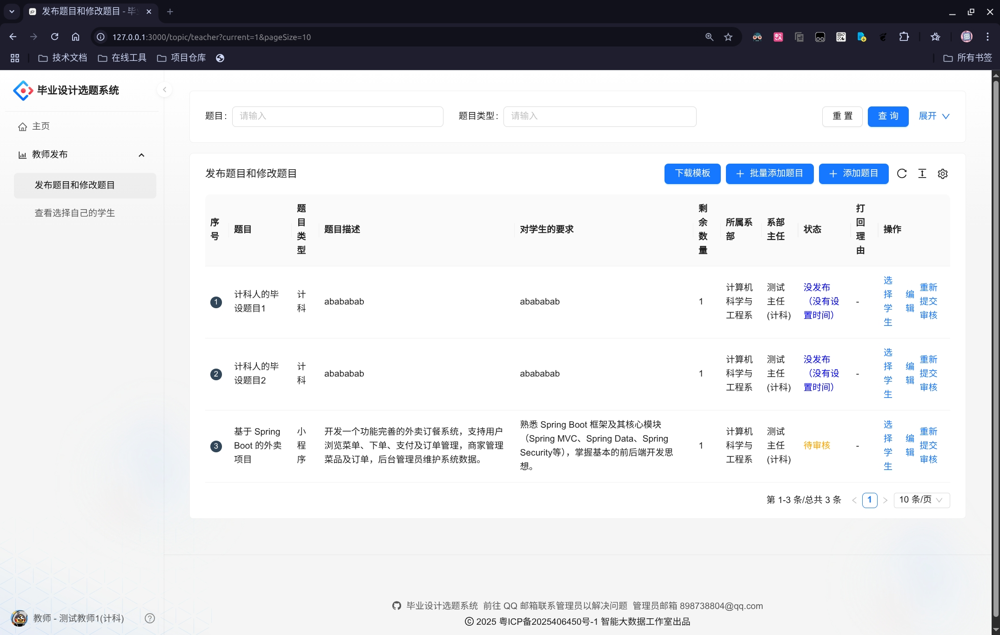 发布题目和修改题目 - 毕
127.0.0.1:3000/topic/teacher?current=1&pageSize=10
技术文档
在线工具
项目仓库
所有书签
毕业设计选题系统
主页
教师发布
发布题目和修改题目
查看选择自己的学生
题目:
请输入
题目类型:
请输入
重 置
查 询
展开
发布题目和修改题目
下载模板
批量添加题目
添加题目
序
号
题目
题
目
类
型
题目描述
对学生的要求
剩
余
数
量
所属系
部
系部
主任
状态
打
回
理
由
操作
1
计科人的毕
设题目1
计
科
abababab
abababab
1
计算机
科学与
工程系
测试
主任
(计科)
没发布
（没有设
置时间）
-
选
择
学
生
编
辑
重新
提交
审核
2
计科人的毕
设题目2
计
科
abababab
abababab
1
计算机
科学与
工程系
测试
主任
(计科)
没发布
（没有设
置时间）
-
选
择
学
生
编
辑
重新
提交
审核
3
基于 Spring
Boot 的外卖
项目
小
程
序
开发一个功能完善的外卖订餐系统，支持用户
浏览菜单、下单、支付及订单管理，商家管理
菜品及订单，后台管理员维护系统数据。
熟悉 Spring Boot 框架及其核心模块
（Spring MVC、Spring Data、Spring
Security等），掌握基本的前后端开发思
想。
1
计算机
科学与
工程系
测试
主任
(计科)
待审核
-
选
择
学
生
编
辑
重新
提交
审核
第 1-3 条/总共 3 条
1
10 条/页
毕业设计选题系统 前往 QQ 邮箱联系管理员以解决问题 管理员邮箱 898738804@qq.com
© 2025 粤ICP备2025406450号-1 智能大数据工作室出品
教师 - 测试教师1(计科)